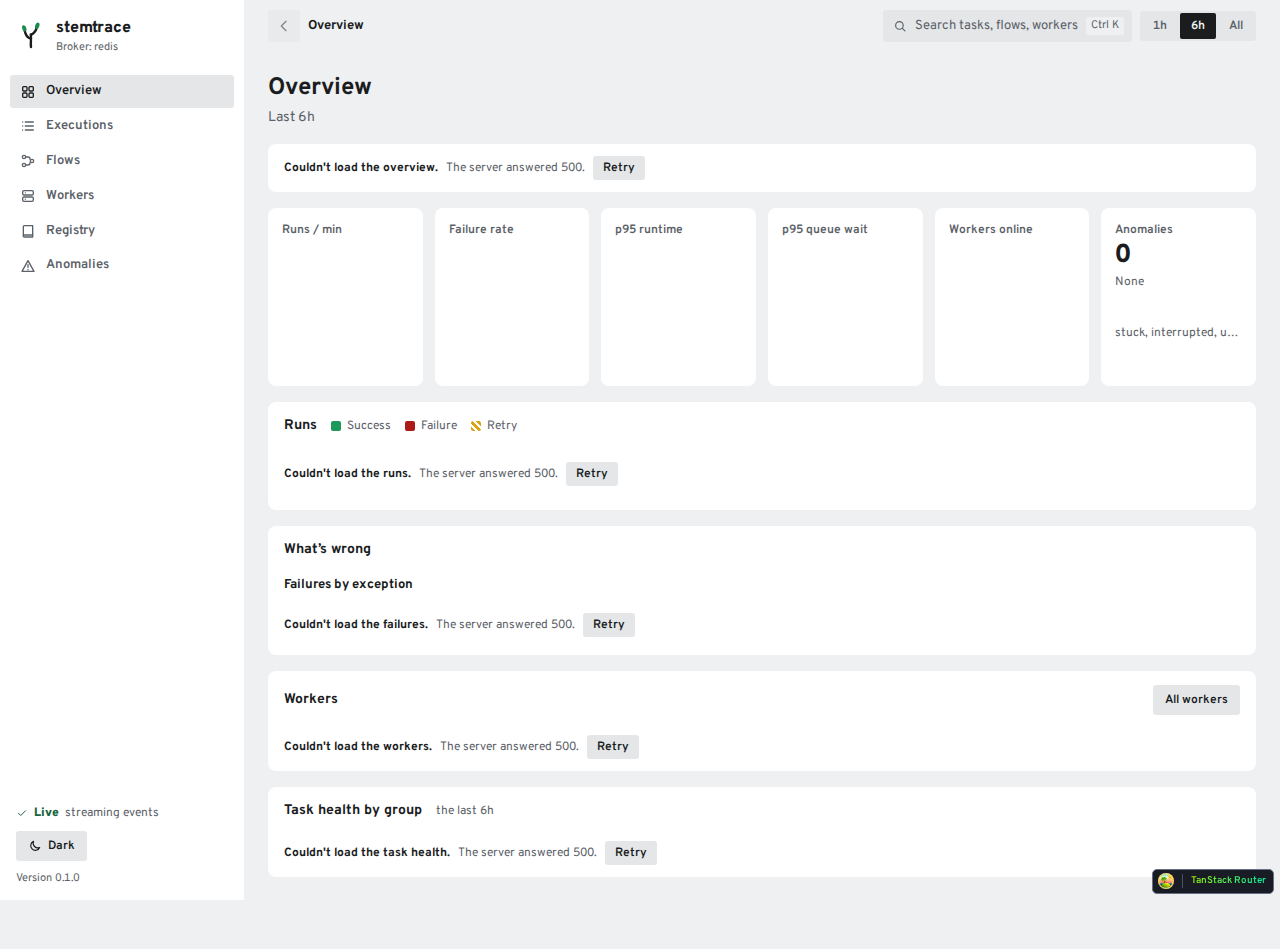 stemtrace
Broker: redis
Overview
Executions
Flows
Workers
Registry
Anomalies
Live streaming events
Dark
Version 0.1.0
Overview
Search tasks, flows, workers Ctrl K
1h 6h All
Overview
Last 6h
Couldn't load the overview. The server answered 500. Retry
Runs / min
Failure rate
p95 runtime
p95 queue wait
Workers online
Anomalies
0
None
stuck, interrupted, u…
Runs Success Failure Retry
Couldn't load the runs. The server answered 500. Retry
What’s wrong
Failures by exception
Couldn't load the failures. The server answered 500. Retry
Workers All workers
Couldn't load the workers. The server answered 500. Retry
Task health by group the last 6h
Couldn't load the task health. The server answered 500. Retry
TanStack Router